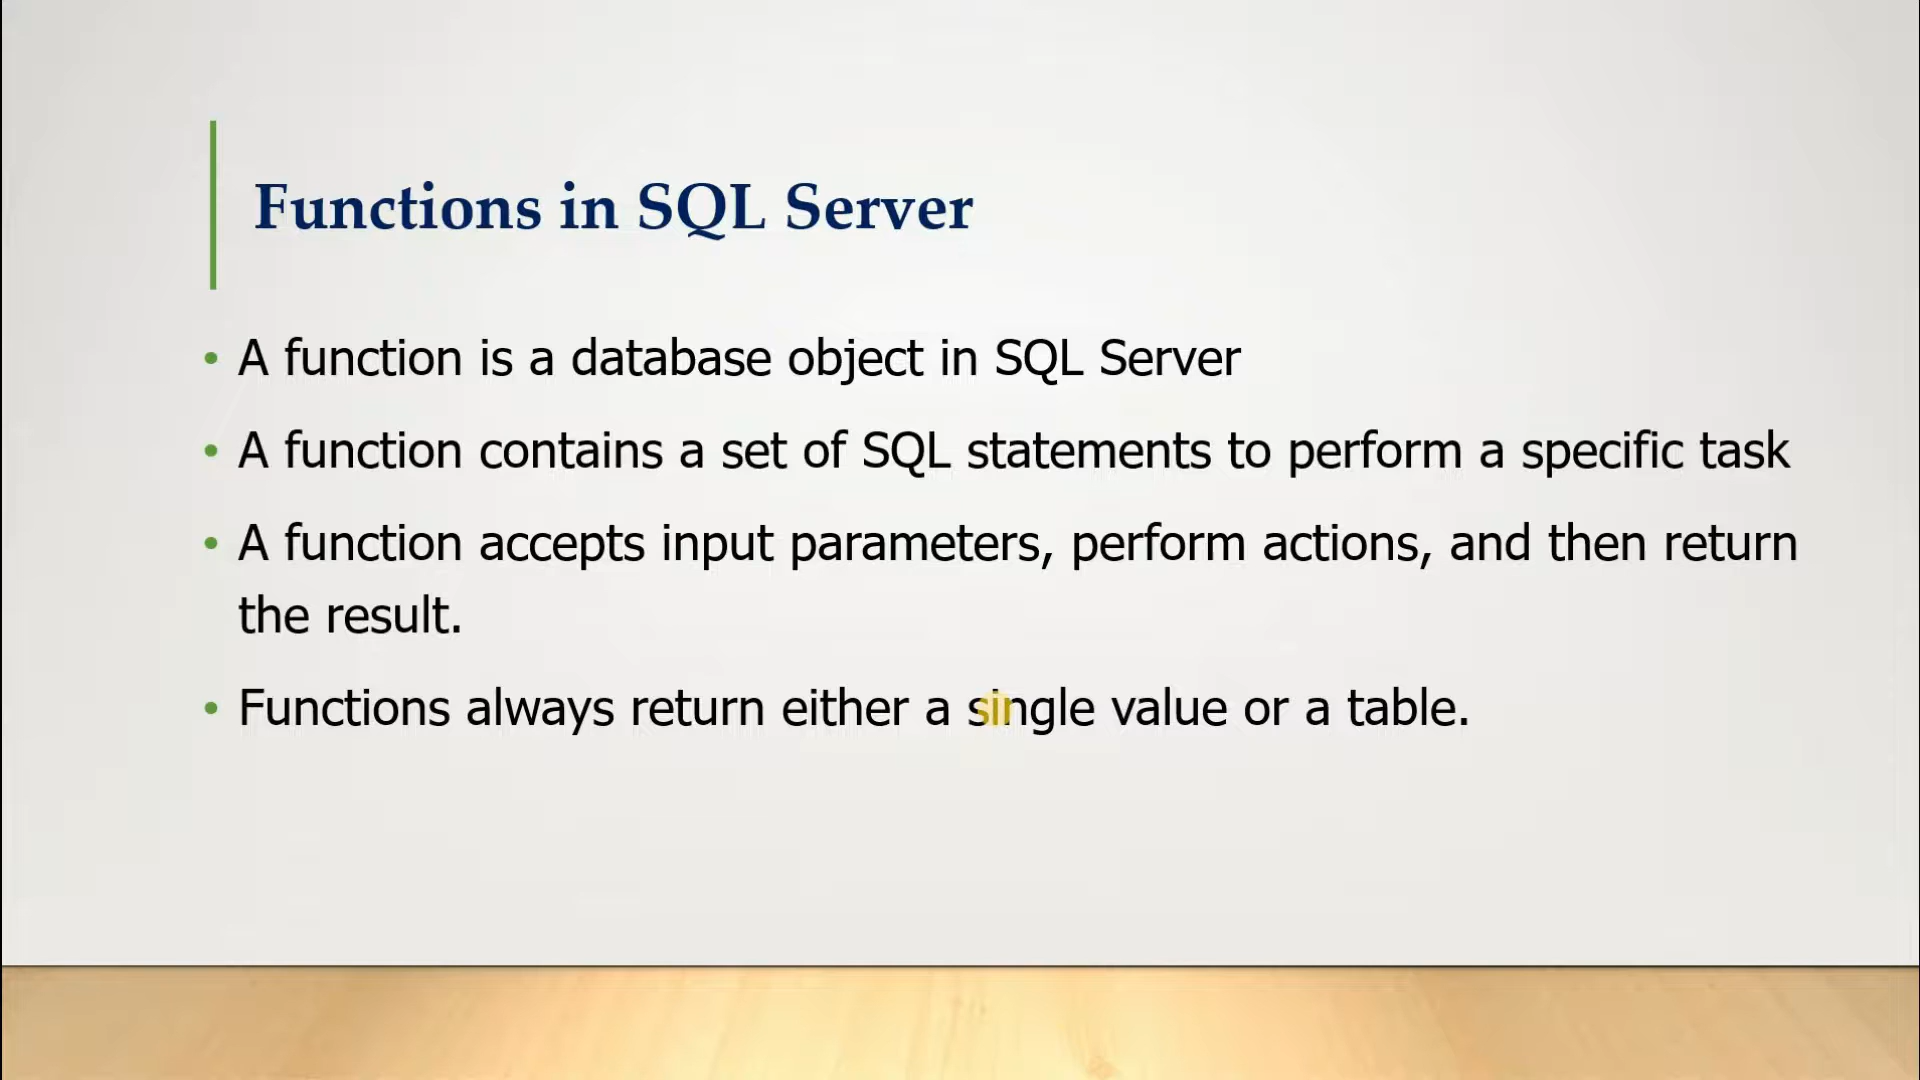 Functions in SQL Server
• A function is a database object in SQL Server
• A function contains a set of SQL statements to perform a specific task
• A function accepts input parameters, perform actions, and then return
the result.
• Functions always return either a single value or a table.